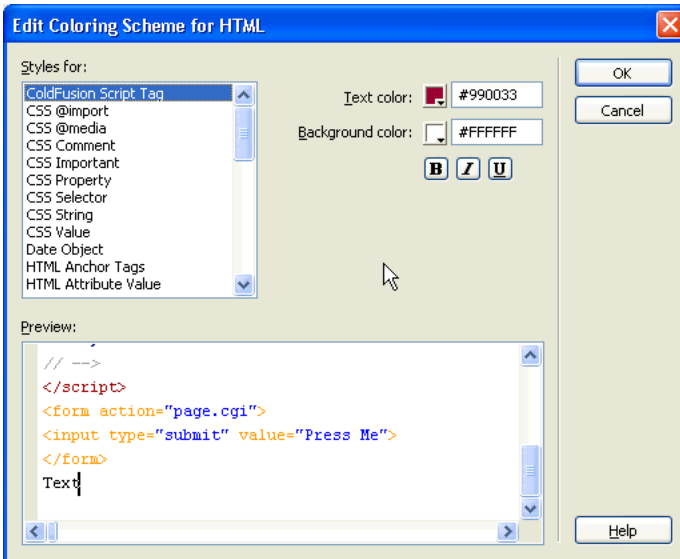 Edit Coloring Scheme for HTML
Styles for:
ColdFusion Script Tag
CSS @import
CSS @media
CSS Comment
CSS Important
CSS Property
CSS Selector
CSS String
CSS Value
Date Object
HTML Anchor Tags
HTML Attribute Value
Text color: #990033
Background color: #FFFFFF
B I U
OK
Cancel
Preview:
// -->
</script>
<form action="page.cgi">
<input type="submit" value="Press Me">
</form>
Text
Help